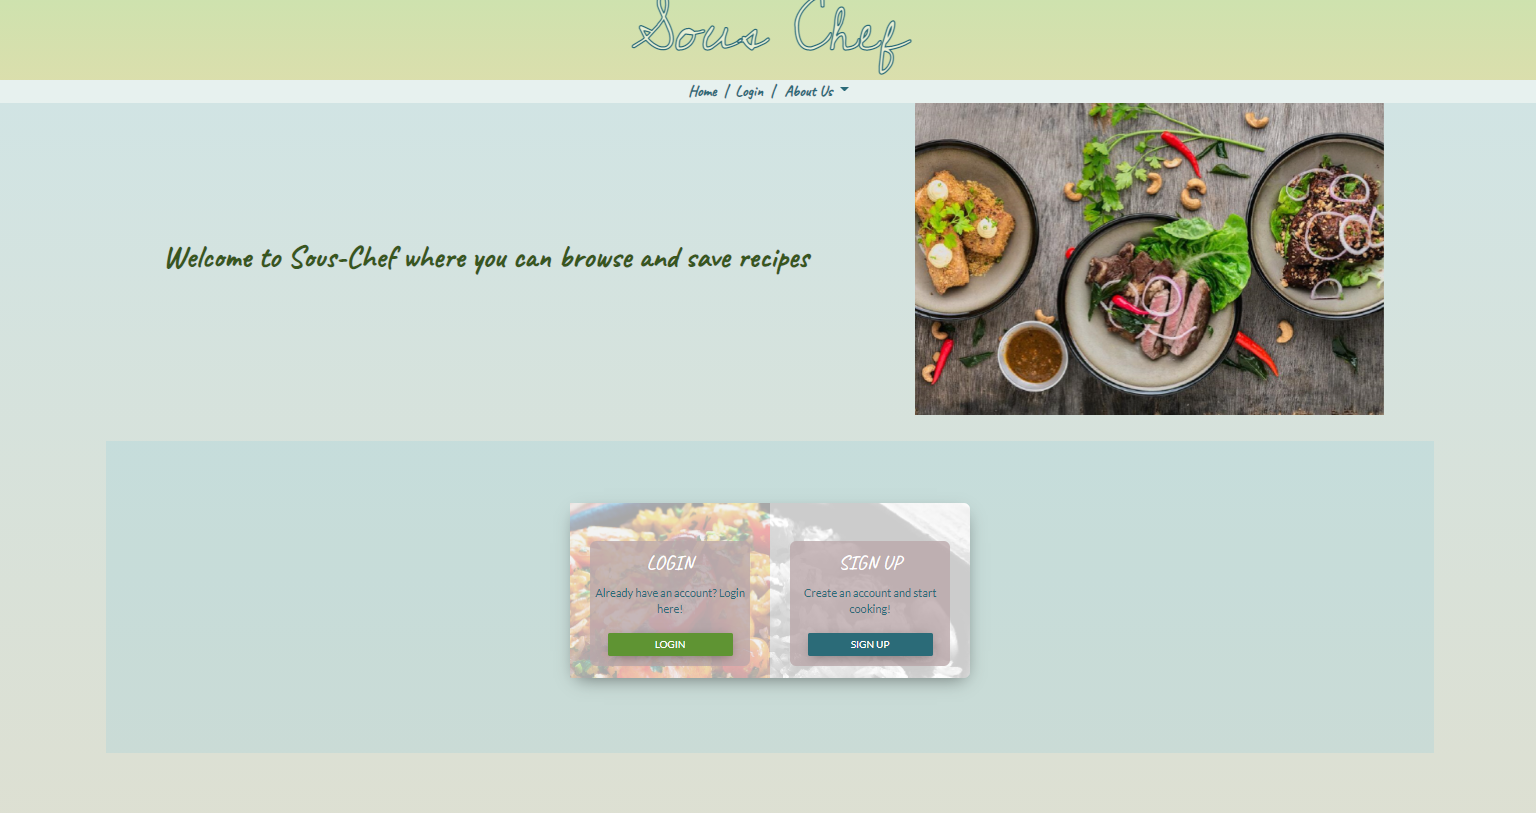 Sous Chef
Home / Login / About Us
Welcome to Sous-Chef where you can browse and save recipes
LOGIN
Already have an account? Login
here!
LOGIN
SIGN UP
Create an account and start
cooking!
SIGN UP